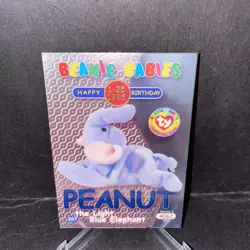 BEANIE BABIES
HAPPY
BIRTHDAY
ty
PEANUT
the Light
Blue Elephant